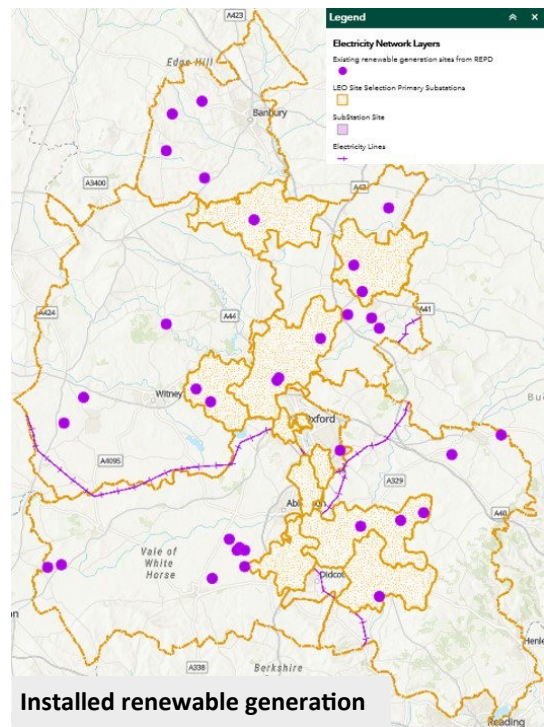 Legend
Electricity Network Layers
Existing renewable generation sites from REPD
LEO Site Selection Primary Substations
SubStation Site
Electricity Lines
A423
Edge Hill
Banbury
A3400
A43
A424
A44
A41
Witney
Oxford
A4095
A329
A40
Vale of
White
Horse
Didcot
A338
Berkshire
Reading
Installed renewable generation